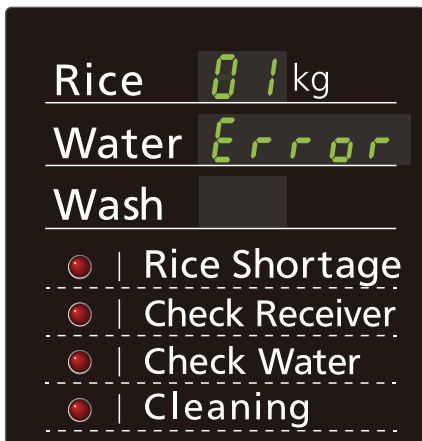 Rice 01 kg
Water Error
Wash
Rice Shortage
Check Receiver
Check Water
Cleaning